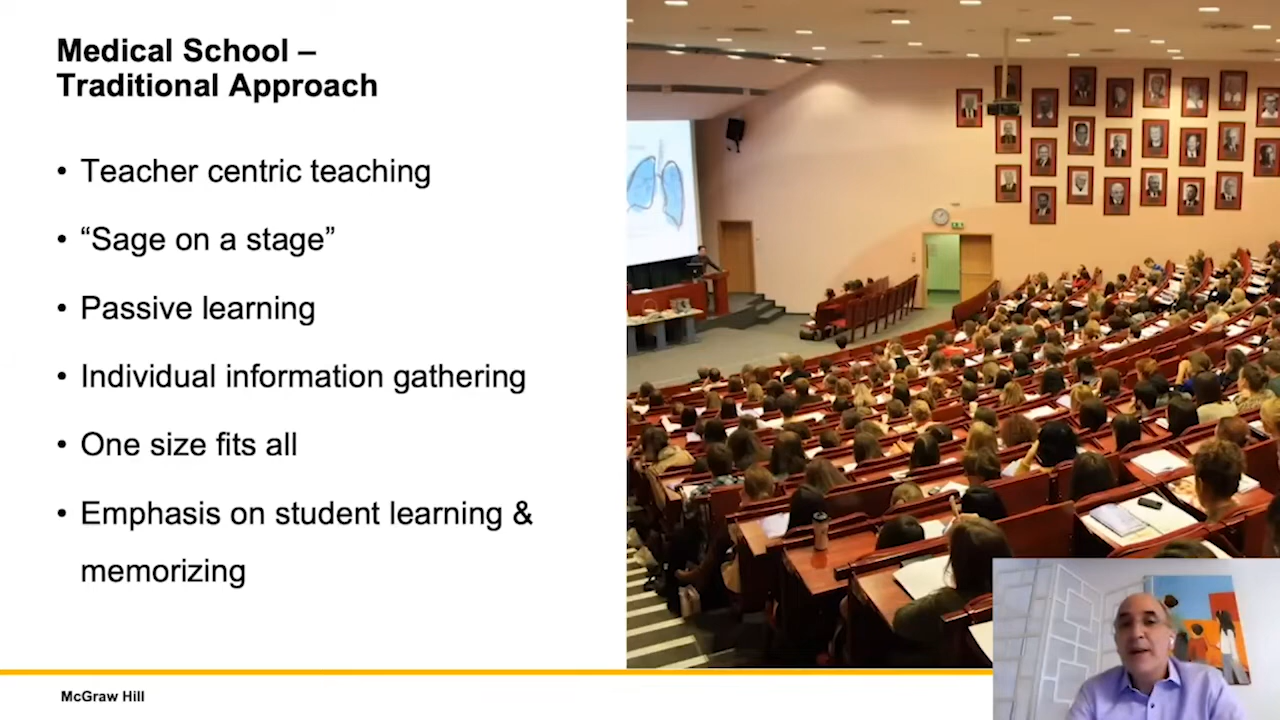 Medical School –
Traditional Approach
• Teacher centric teaching
• “Sage on a stage”
• Passive learning
• Individual information gathering
• One size fits all
• Emphasis on student learning &
memorizing
McGraw Hill